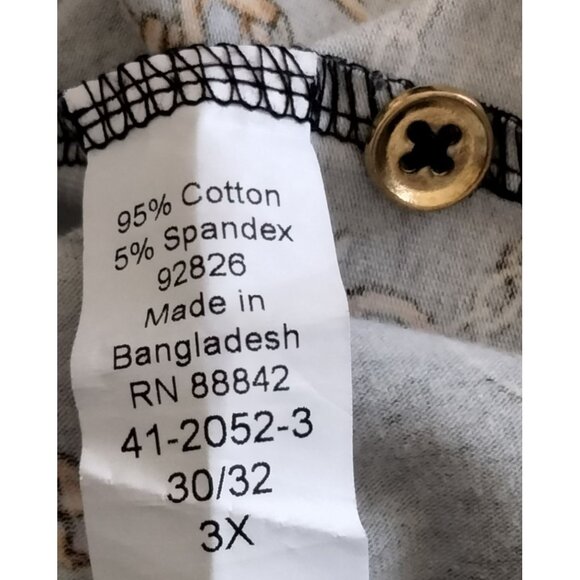 95% Cotton
5% Spandex
92826
Made in
Bangladesh
RN 88842
41-2052-3
30/32
3X